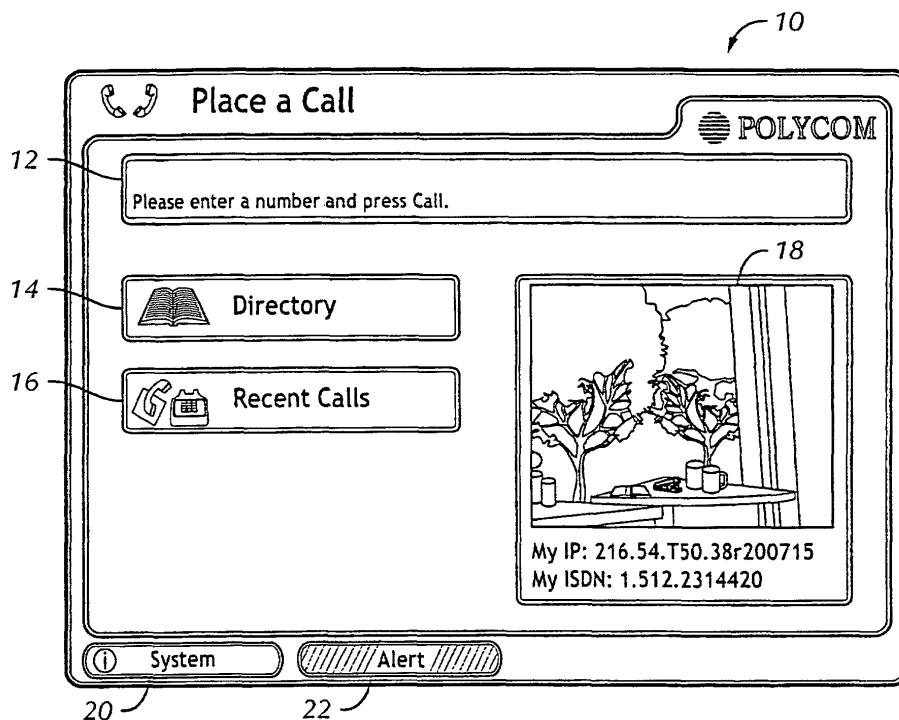 10
Place a Call
POLYCOM
12
Please enter a number and press Call.
18
14
Directory
16
Recent Calls
My IP: 216.54.T50.38r200715
My ISDN: 1.512.2314420
System
Alert
20
22